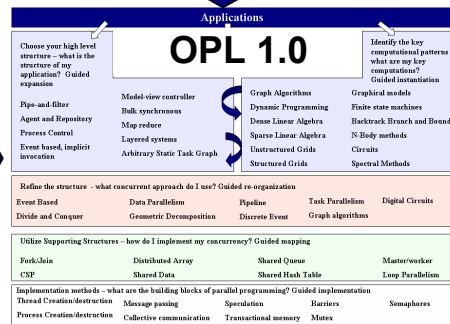 Applications
OPL 1.0
Choose your high level
structure – what is the
structure of my
application? Guided
expansion
Identify the key
computational patterns
what are my key
computations?
Guided instantiation
Pipe-and-filter
Agent and Repository
Process Control
Event based, implicit
invocation
Model-view controller
Bulk synchronous
Map reduce
Layered systems
Arbitrary Static Task Graph
Graph Algorithms
Dynamic Programming
Dense Linear Algebra
Sparse Linear Algebra
Unstructured Grids
Structured Grids
Graphical models
Finite state machines
Backtrack Branch and Bound
N-Body methods
Circuits
Spectral Methods
Refine the structure - what concurrent approach do I use? Guided re-organization
Event Based Data Parallelism Pipeline Task Parallelism Digital Circuits
Divide and Conquer Geometric Decomposition Discrete Event Graph algorithms
Utilize Supporting Structures – how do I implement my concurrency? Guided mapping
Fork/Join Distributed Array Shared Queue Master/worker
CSP Shared Data Shared Hash Table Loop Parallelism
Implementation methods – what are the building blocks of parallel programming? Guided implementation
Thread Creation/destruction Message passing Speculation Barriers Semaphores
Process Creation/destruction Collective communication Transactional memory Mutex